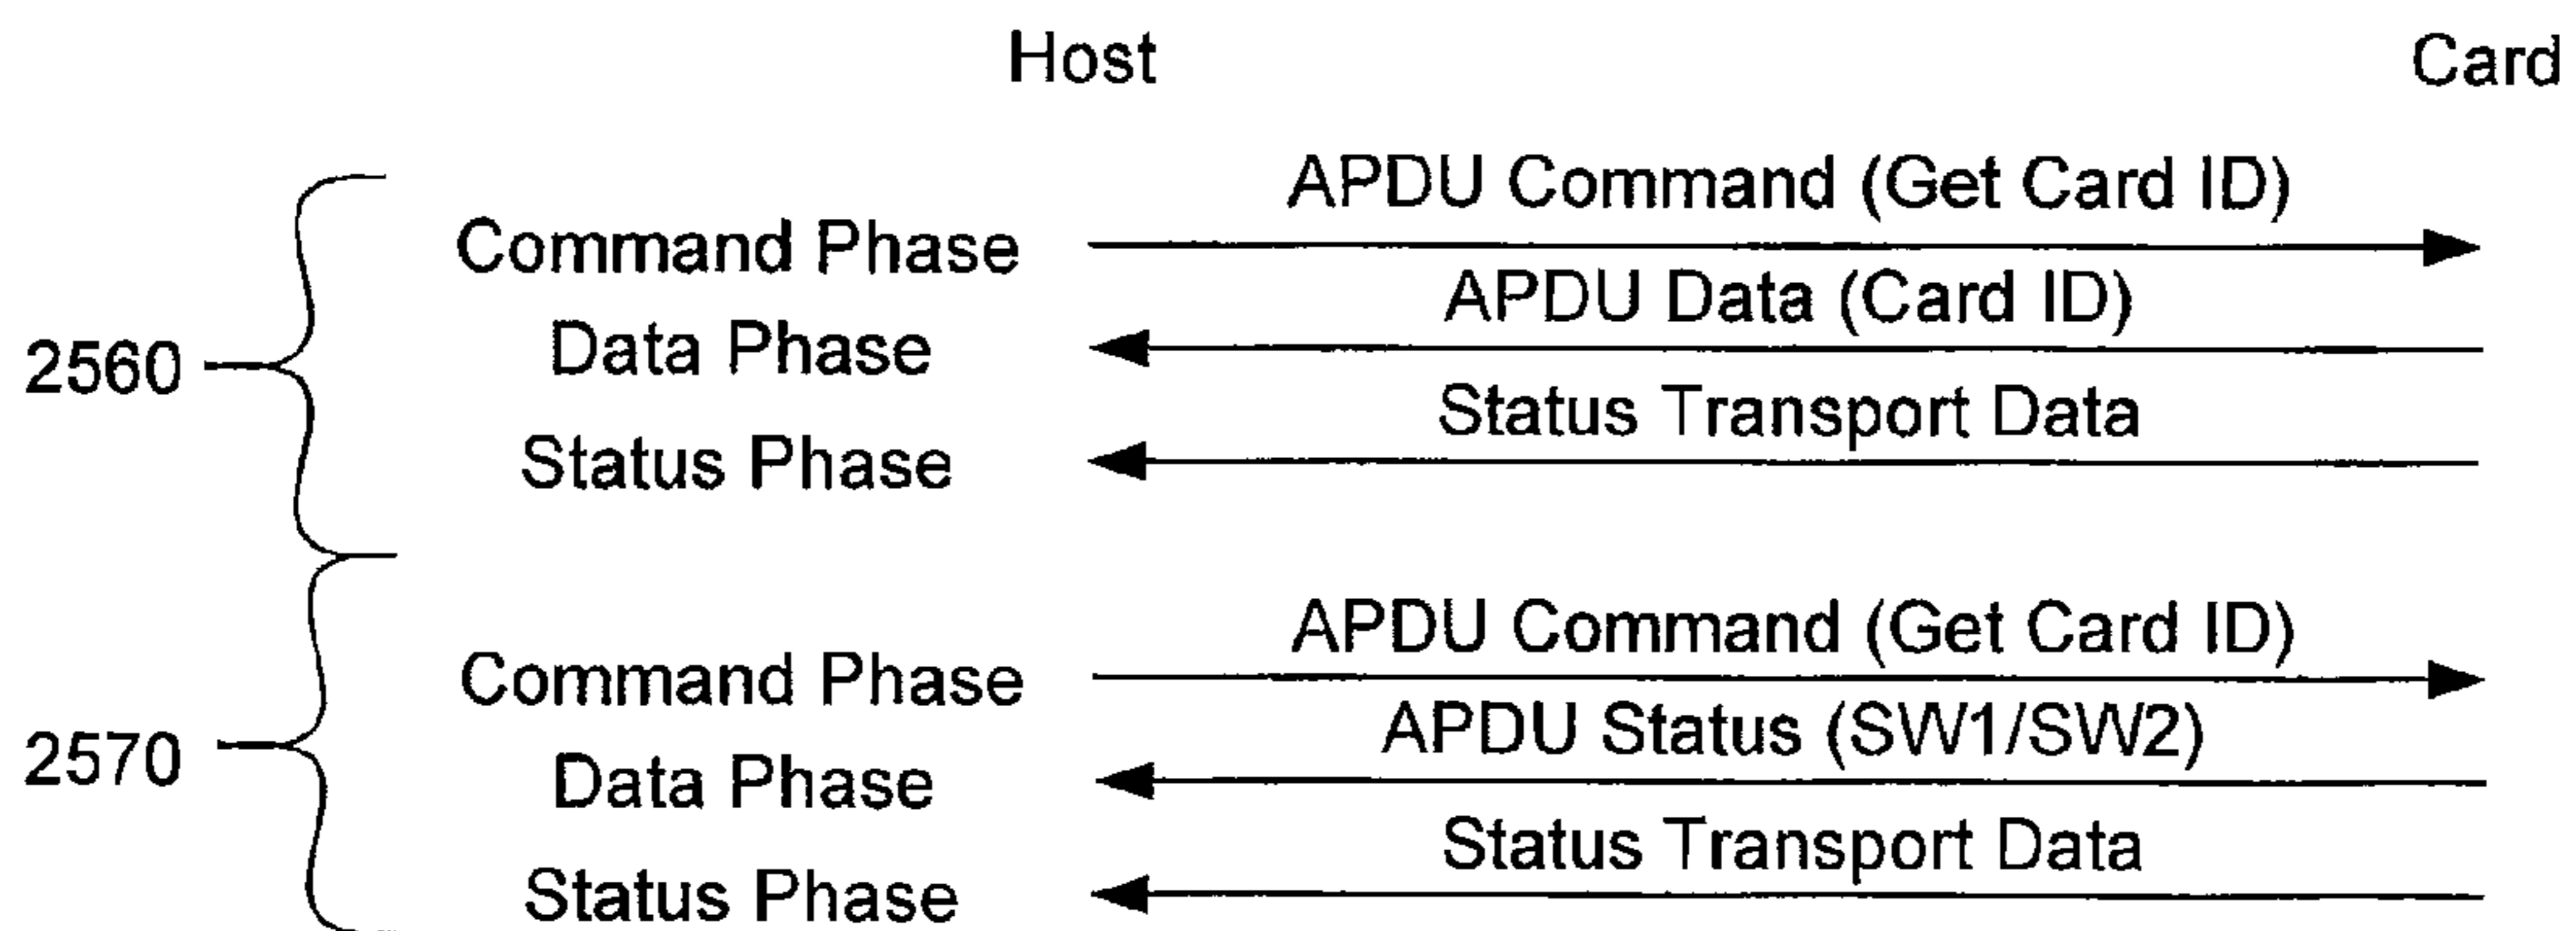 Host Card
APDU Command (Get Card ID)
Command Phase
APDU Data (Card ID)
Data Phase
2560
Status Transport Data
Status Phase
APDU Command (Get Card ID)
Command Phase
APDU Status (SW1/SW2)
2570
Data Phase
Status Transport Data
Status Phase